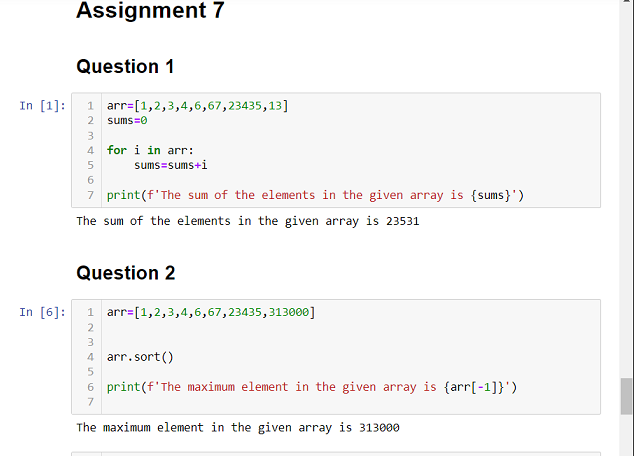 Assignment 7
Question 1
In [1]:
1 arr=[1,2,3,4,6,67,23435,13]
2 sums=0
3
4 for i in arr:
5     sums=sums+i
6
7 print(f'The sum of the elements in the given array is {sums}')
The sum of the elements in the given array is 23531
Question 2
In [6]:
1 arr=[1,2,3,4,6,67,23435,313000]
2
3
4 arr.sort()
5
6 print(f'The maximum element in the given array is {arr[-1]}')
7
The maximum element in the given array is 313000